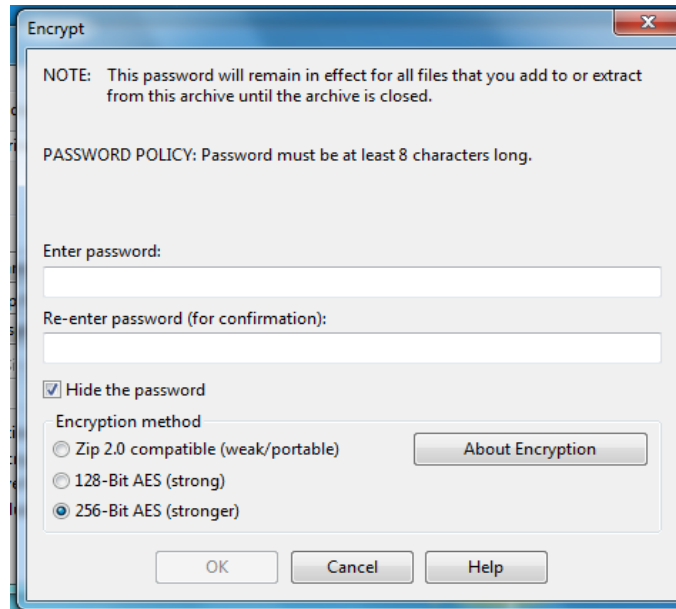 Encrypt
NOTE: This password will remain in effect for all files that you add to or extract
from this archive until the archive is closed.
PASSWORD POLICY: Password must be at least 8 characters long.
Enter password:
Re-enter password (for confirmation):
Hide the password
Encryption method
Zip 2.0 compatible (weak/portable)
About Encryption
128-Bit AES (strong)
256-Bit AES (stronger)
OK Cancel Help